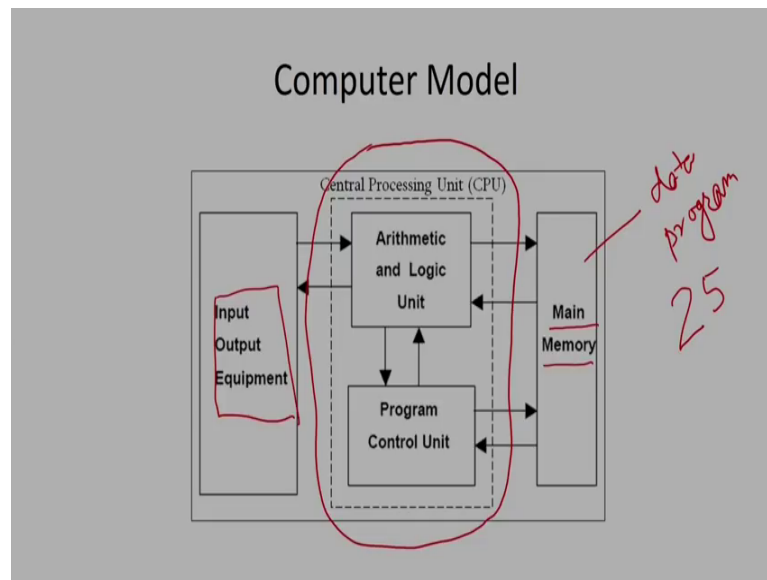 Computer Model
Central Processing Unit (CPU)
Input
Output
Equipment
Arithmetic
and Logic
Unit
Program
Control Unit
Main
Memory
data
program
25